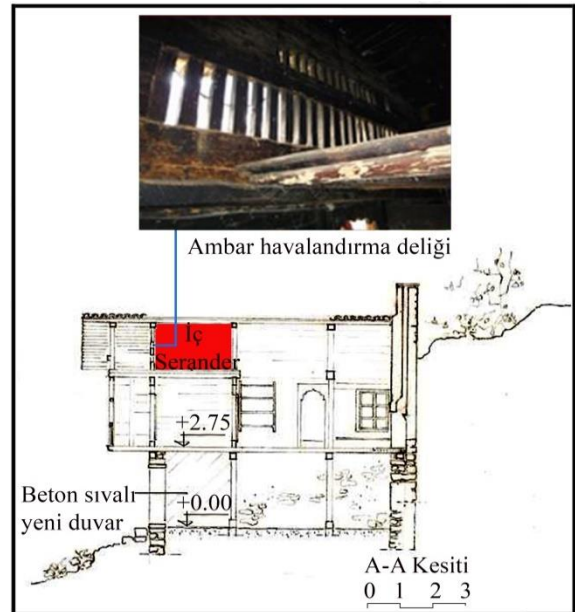 Ambar havalandırma deliği
İç
Serander
+2.75
Beton sıvalı
yeni duvar
+0.00
A-A Kesiti
0 1 2 3